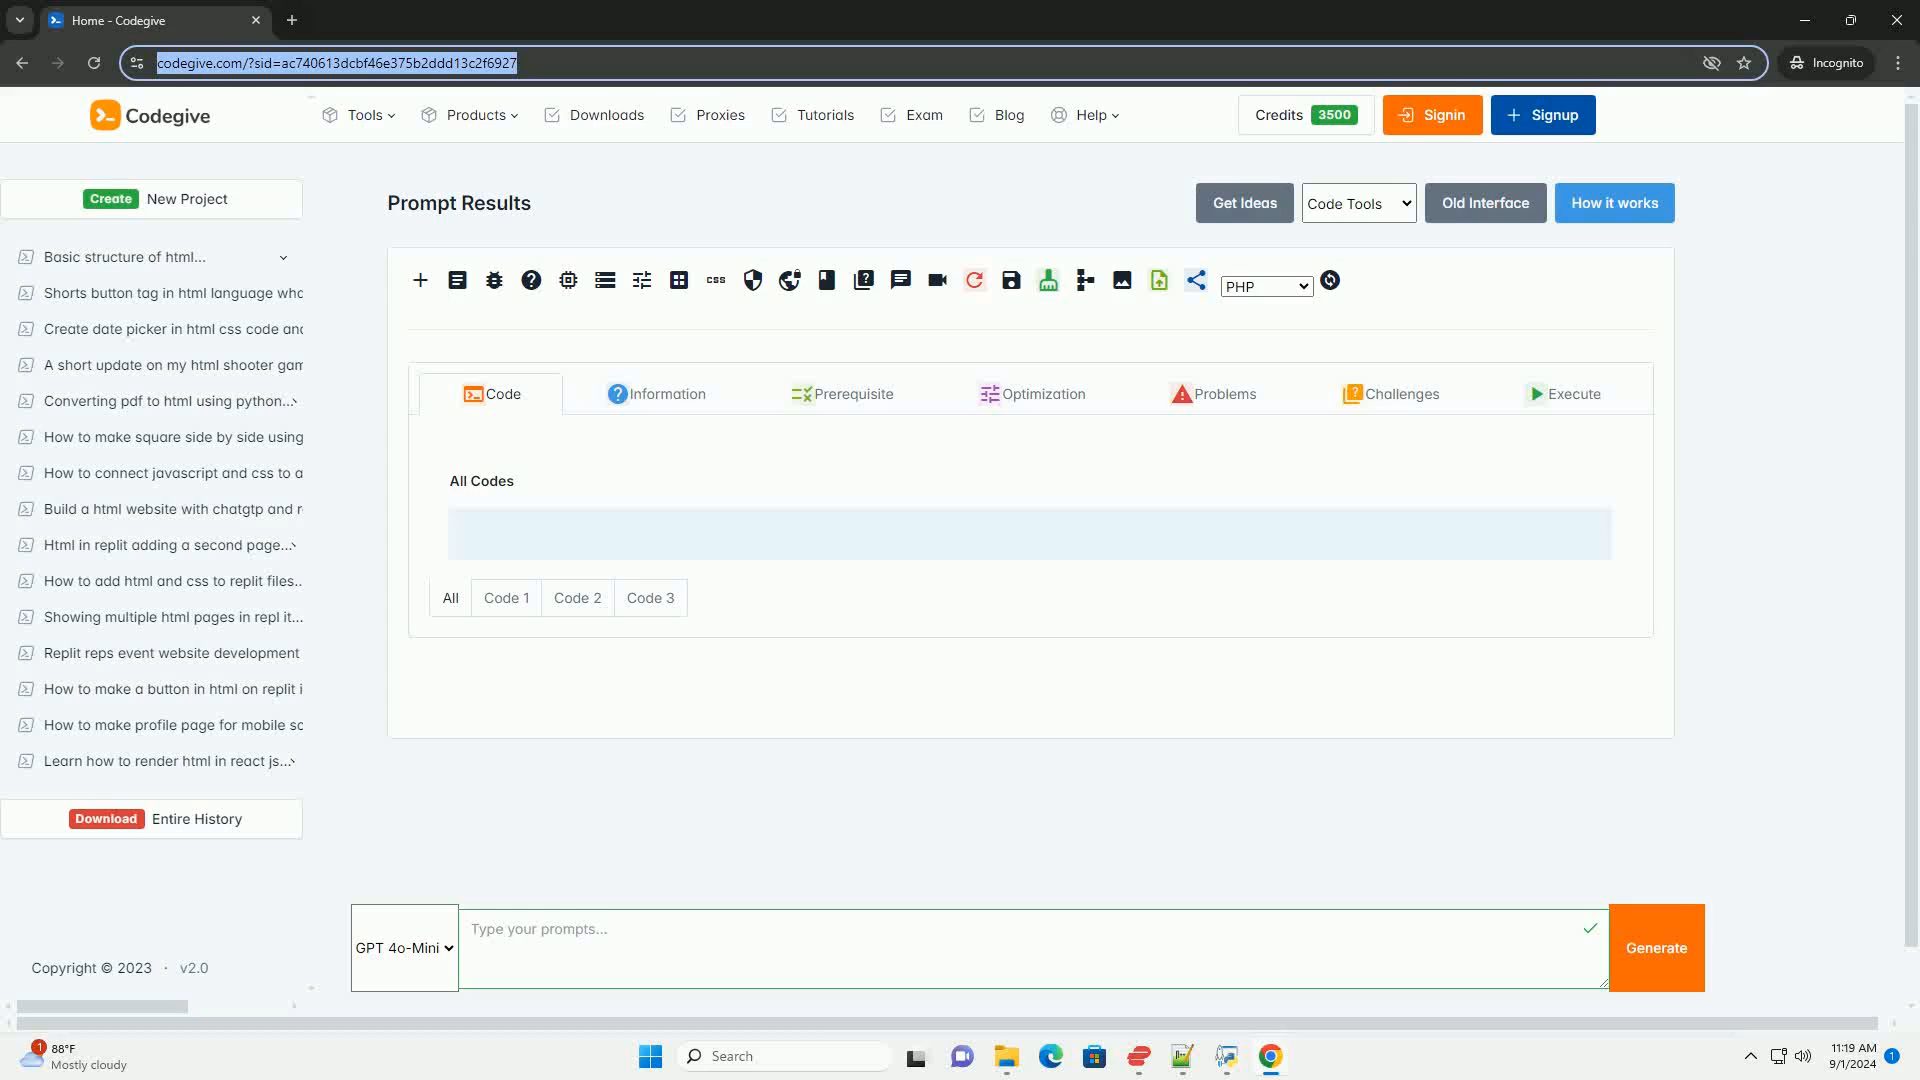 Home - Codegive
codegive.com/?sid=ac740613dcbf46e375b2ddd13c2f6927
Incognito
Codegive
Tools
Products
Downloads
Proxies
Tutorials
Exam
Blog
Help
Credits 3500
Signin
Signup
Create New Project
Prompt Results
Get Ideas
Code Tools
Old Interface
How it works
Basic structure of html...
Shorts button tag in html language who
Create date picker in html css code and
A short update on my html shooter gam
Converting pdf to html using python...
How to make square side by side using
How to connect javascript and css to a
Build a html website with chatgtp and r
Html in replit adding a second page...
How to add html and css to replit files...
Showing multiple html pages in repl it...
Replit reps event website development
How to make a button in html on replit i
How to make profile page for mobile sc
Learn how to render html in react js...
Download Entire History
css
PHP
Code
Information
Prerequisite
Optimization
Problems
Challenges
Execute
All Codes
All
Code 1
Code 2
Code 3
GPT 4o-Mini
Type your prompts...
Generate
Copyright © 2023 · v2.0
1
88°F
Mostly cloudy
Search
11:19 AM
9/1/2024
1